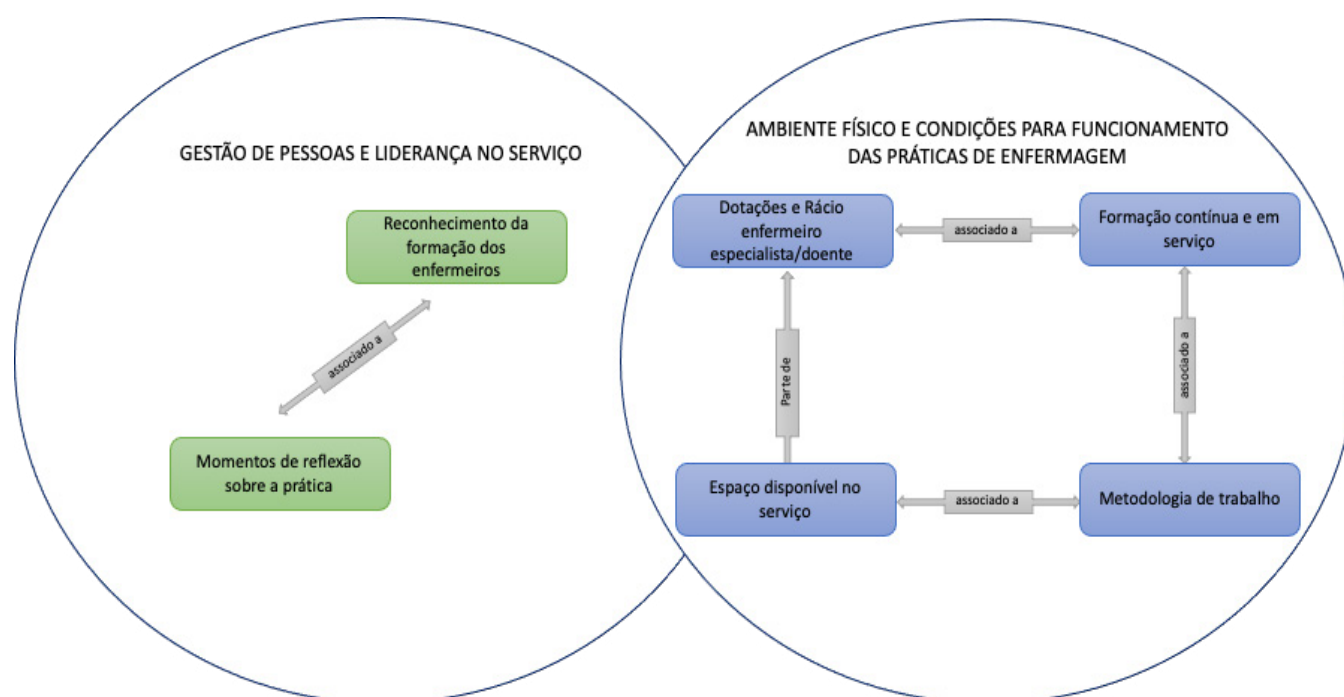 GESTÃO DE PESSOAS E LIDERANÇA NO SERVIÇO
Reconhecimento da
formação dos
enfermeiros
associado a
Momentos de reflexão
sobre a prática
AMBIENTE FÍSICO E CONDIÇÕES PARA FUNCIONAMENTO
DAS PRÁTICAS DE ENFERMAGEM
Dotações e Rácio
enfermeiro
especialista/doente
associado a
Formação contínua e em
serviço
Parte de
associado a
Espaço disponível no
serviço
associado a
Metodologia de trabalho